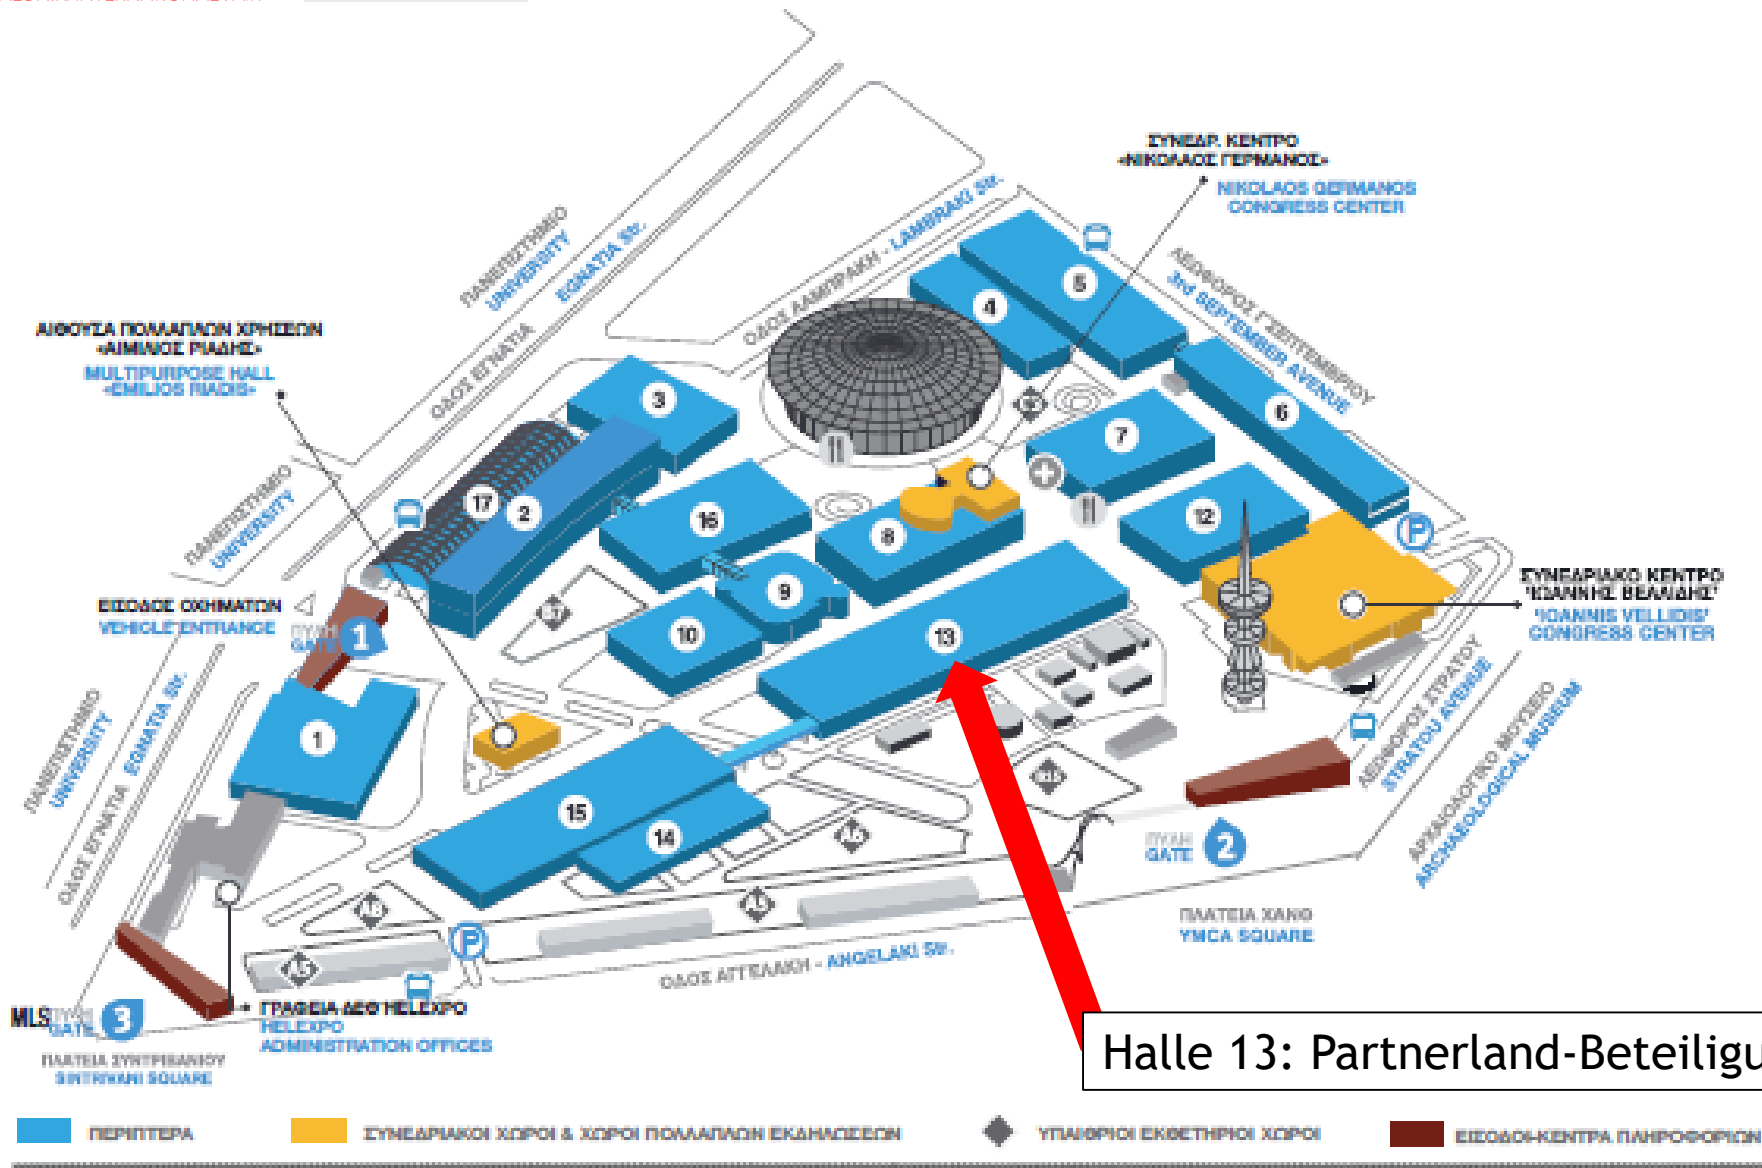 ΣΥΝΕΔΡ. ΚΕΝΤΡΟ
«ΝΙΚΟΛΑΟΣ ΓΕΡΜΑΝΟΣ»
NIKOLAOS GERMANOS
CONGRESS CENTER
ΠΑΝΕΠΙΣΤΗΜΙΟ
UNIVERSITY
EGNATIA Str.
ΟΔΟΣ ΕΓΝΑΤΙΑ
ΟΔΟΣ ΛΑΜΠΡΑΚΗ - LAMBRAKI Str.
ΛΕΩΦΟΡΟΣ Γ'ΣΕΠΤΕΜΒΡΙΟΥ
3rd SEPTEMBER AVENUE
ΑΙΘΟΥΣΑ ΠΟΛΛΑΠΛΩΝ ΧΡΗΣΕΩΝ
«ΑΙΜΙΛΙΟΣ ΡΙΑΔΗΣ»
MULTIPURPOSE HALL
«EMILIOS RIADIS»
5
4
3
6
7
17
2
16
12
8
9
10
13
1
15
14
ΠΑΝΕΠΙΣΤΗΜΙΟ
UNIVERSITY
ΕΙΣΟΔΟΣ ΟΧΗΜΑΤΩΝ
VEHICLE ENTRANCE
ΠΥΛΗ
GATE 1
ΣΥΝΕΔΡΙΑΚΟ ΚΕΝΤΡΟ
'ΙΩΑΝΝΗΣ ΒΕΛΛΙΔΗΣ'
'IOANNIS VELLIDIS'
CONGRESS CENTER
P
ΠΑΝΕΠΙΣΤΗΜΙΟ
UNIVERSITY
ΟΔΟΣ ΕΓΝΑΤΙΑ EGNATIA Str.
ΛΕΩΦΟΡΟΣ ΣΤΡΑΤΟΥ
STRATOU AVENUE
ΑΡΧΑΙΟΛΟΓΙΚΟ ΜΟΥΣΕΙΟ
ARCHAEOLOGICAL MUSEUM
ΠΥΛΗ
GATE 2
ΠΛΑΤΕΙΑ ΧΑΝΘ
YMCA SQUARE
P
ΟΔΟΣ ΑΓΓΕΛΑΚΗ - ANGELAKI Str.
MLS
GATE 3
ΠΛΑΤΕΙΑ ΣΥΝΤΡΙΒΑΝΙΟΥ
SINTRIVANI SQUARE
ΓΡΑΦΕΙΑ ΔΕΘ HELEXPO
HELEXPO
ADMINISTRATION OFFICES
Halle 13: Partnerland-Beteiligu
ΠΕΡΙΠΤΕΡΑ
ΣΥΝΕΔΡΙΑΚΟΙ ΧΩΡΟΙ & ΧΩΡΟΙ ΠΟΛΛΑΠΛΩΝ ΕΚΔΗΛΩΣΕΩΝ
ΥΠΑΙΘΡΙΟΙ ΕΚΘΕΤΗΡΙΟΙ ΧΩΡΟΙ
ΕΙΣΟΔΟΙ-ΚΕΝΤΡΑ ΠΛΗΡΟΦΟΡΙΩΝ